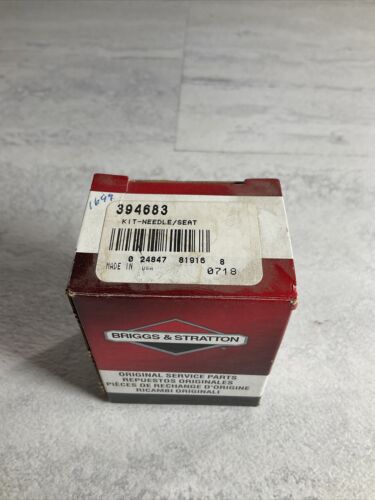 1699
394683
KIT-NEEDLE/SEAT
0 24847 81916 8
MADE IN USA
0718
BRIGGS & STRATTON
ORIGINAL SERVICE PARTS
REPUESTOS ORIGINALES
PIÈCES DE RECHANGE D'ORIGINE
RICAMBI ORIGINALI